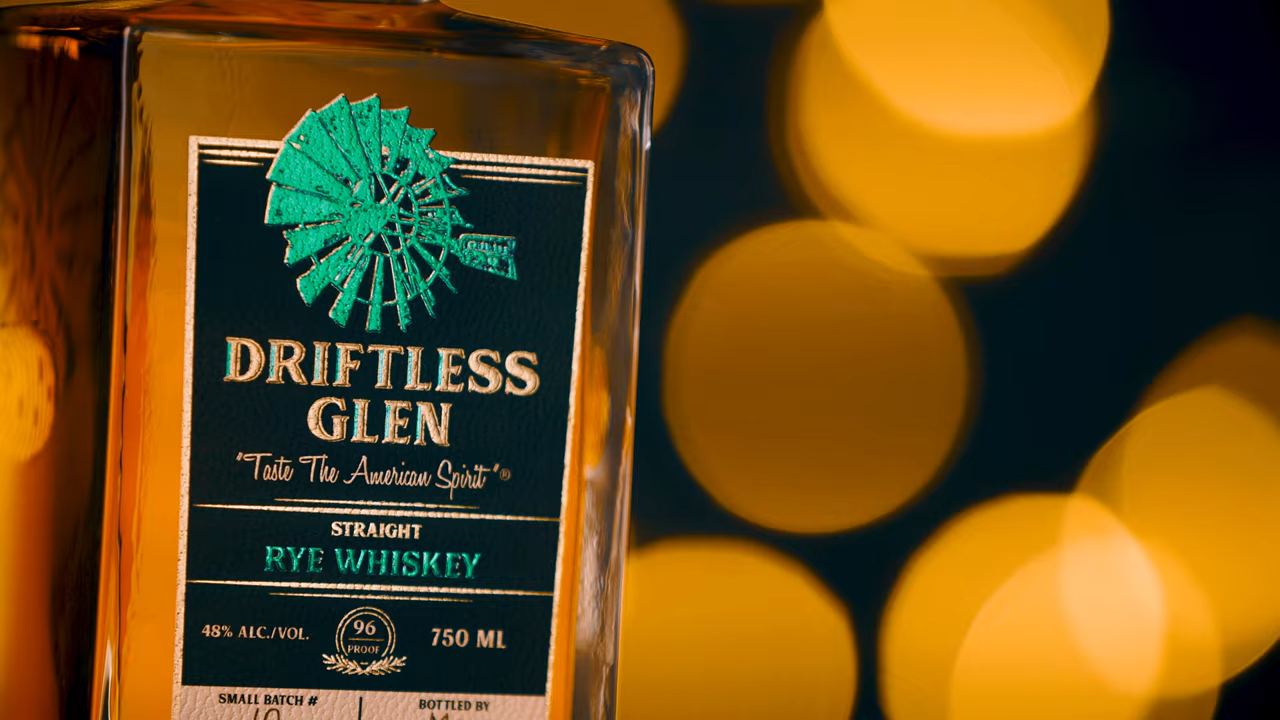 DRIFTLESS
GLEN
"Taste The American Spirit"®
STRAIGHT
RYE WHISKEY
48% ALC./VOL.
96
PROOF
750 ML
SMALL BATCH #
BOTTLED BY